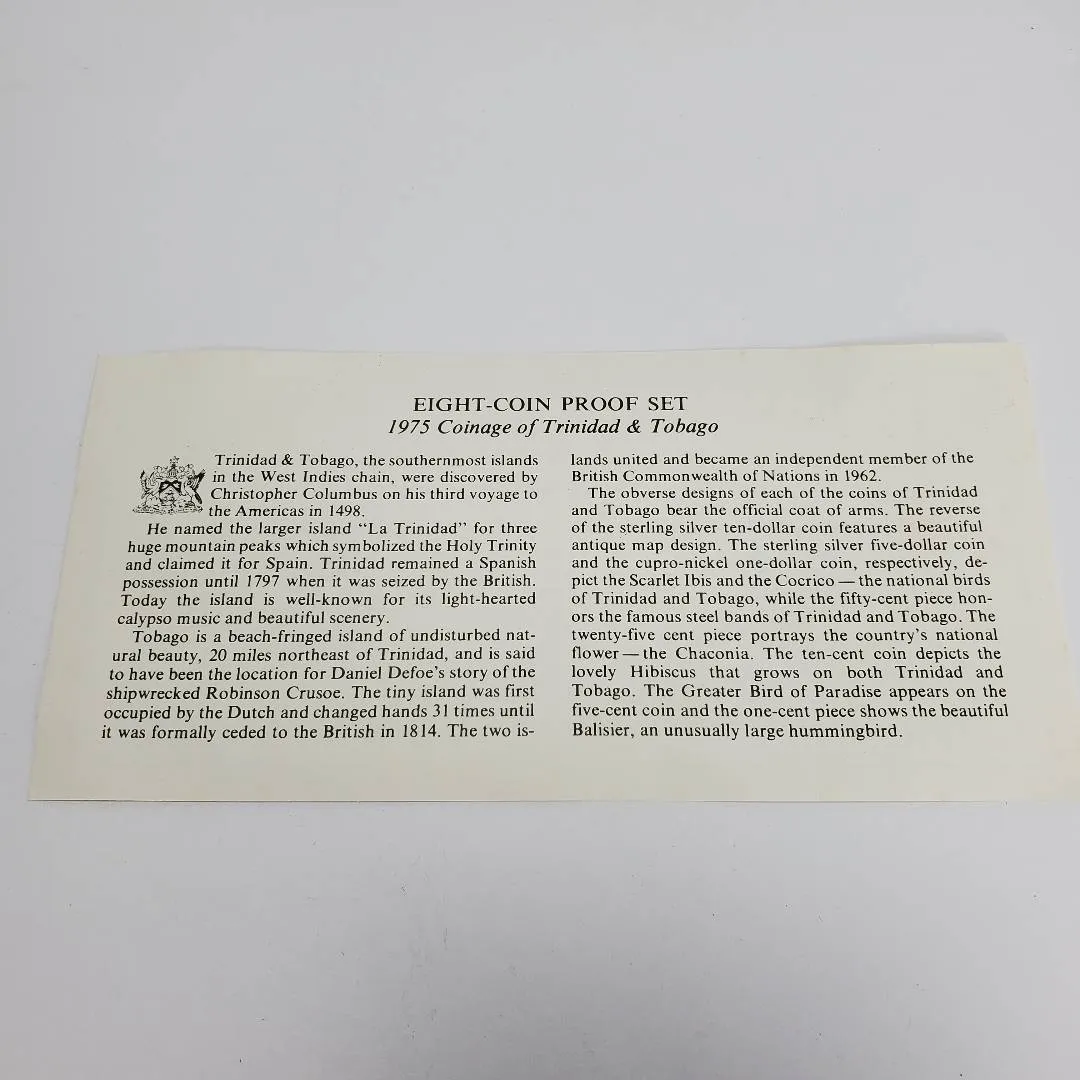 EIGHT-COIN PROOF SET
1975 Coinage of Trinidad & Tobago
Trinidad & Tobago, the southernmost islands
in the West Indies chain, were discovered by
Christopher Columbus on his third voyage to
the Americas in 1498.
He named the larger island “La Trinidad” for three
huge mountain peaks which symbolized the Holy Trinity
and claimed it for Spain. Trinidad remained a Spanish
possession until 1797 when it was seized by the British.
Today the island is well-known for its light-hearted
calypso music and beautiful scenery.
Tobago is a beach-fringed island of undisturbed nat-
ural beauty, 20 miles northeast of Trinidad, and is said
to have been the location for Daniel Defoe’s story of the
shipwrecked Robinson Crusoe. The tiny island was first
occupied by the Dutch and changed hands 31 times until
it was formally ceded to the British in 1814. The two is-
lands united and became an independent member of the
British Commonwealth of Nations in 1962.
The obverse designs of each of the coins of Trinidad
and Tobago bear the official coat of arms. The reverse
of the sterling silver ten-dollar coin features a beautiful
antique map design. The sterling silver five-dollar coin
and the cupro-nickel one-dollar coin, respectively, de-
pict the Scarlet Ibis and the Cocrico — the national birds
of Trinidad and Tobago, while the fifty-cent piece hon-
ors the famous steel bands of Trinidad and Tobago. The
twenty-five cent piece portrays the country’s national
flower — the Chaconia. The ten-cent coin depicts the
lovely Hibiscus that grows on both Trinidad and
Tobago. The Greater Bird of Paradise appears on the
five-cent coin and the one-cent piece shows the beautiful
Balisier, an unusually large hummingbird.